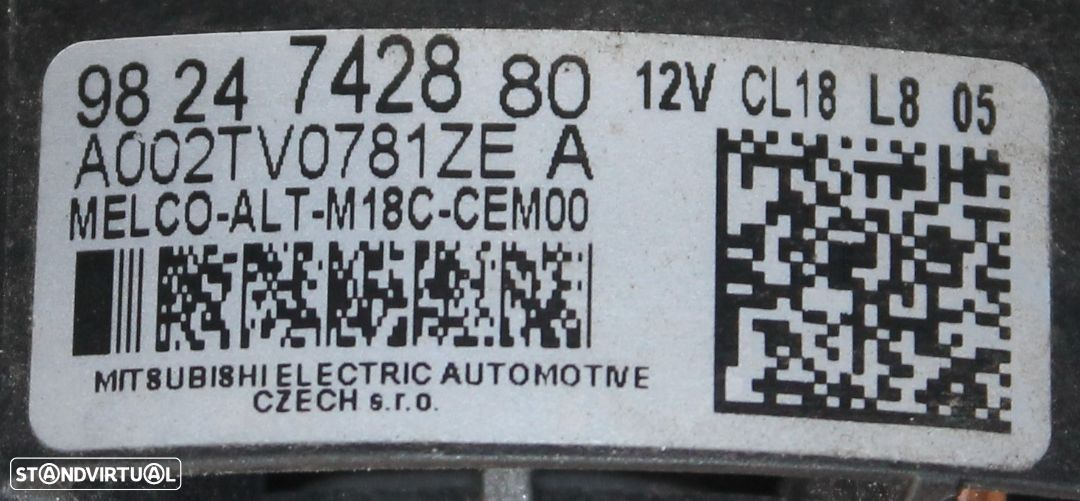 98 24 7428 80 12V CL18 L8 05
A002TV0781ZE A
MELCO-ALT-M18C-CEM00
MITSUBISHI ELECTRIC AUTOMOTIVE
CZECH s.r.o.
STANDVIRTUAL